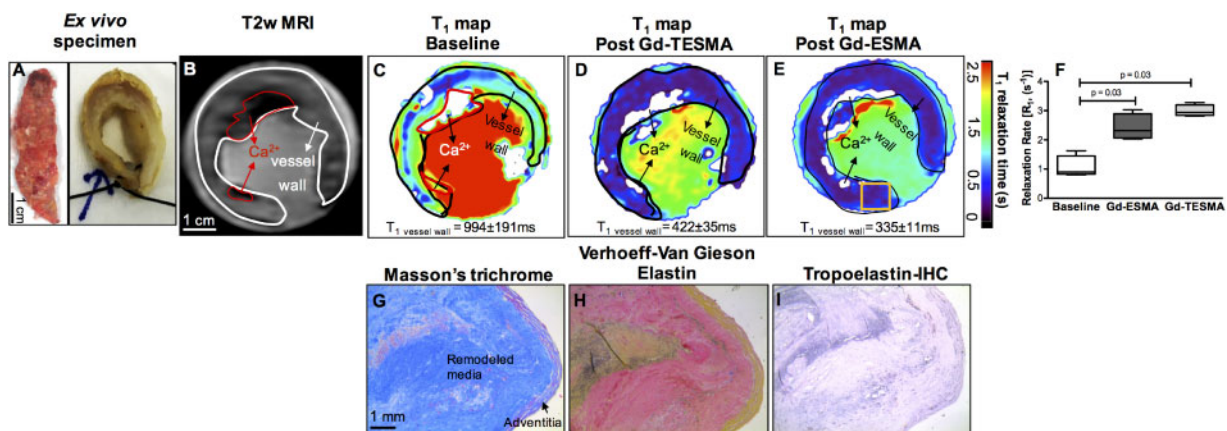 Ex vivo
specimen
T2w MRI
T1 map
Baseline
T1 map
Post Gd-TESMA
T1 map
Post Gd-ESMA
A
1 cm
B
Ca2+
vessel
wall
1 cm
C
Vessel
wall
Ca2+
T1 vessel wall = 994±191ms
D
Vessel
wall
Ca2+
T1 vessel wall = 422±35ms
E
Vessel
wall
Ca2+
T1 vessel wall = 335±11ms
2.5
1.5
0.5
0
T1 relaxation time (s)
F
p = 0.03
p = 0.03
Relaxation Rate [R1, (s-1)]
4
3
2
1
0
Baseline Gd-ESMA Gd-TESMA
Masson's trichrome
Verhoeff-Van Gieson
Elastin
Tropoelastin-IHC
G
Remodeled
media
1 mm
Adventitia
H
I